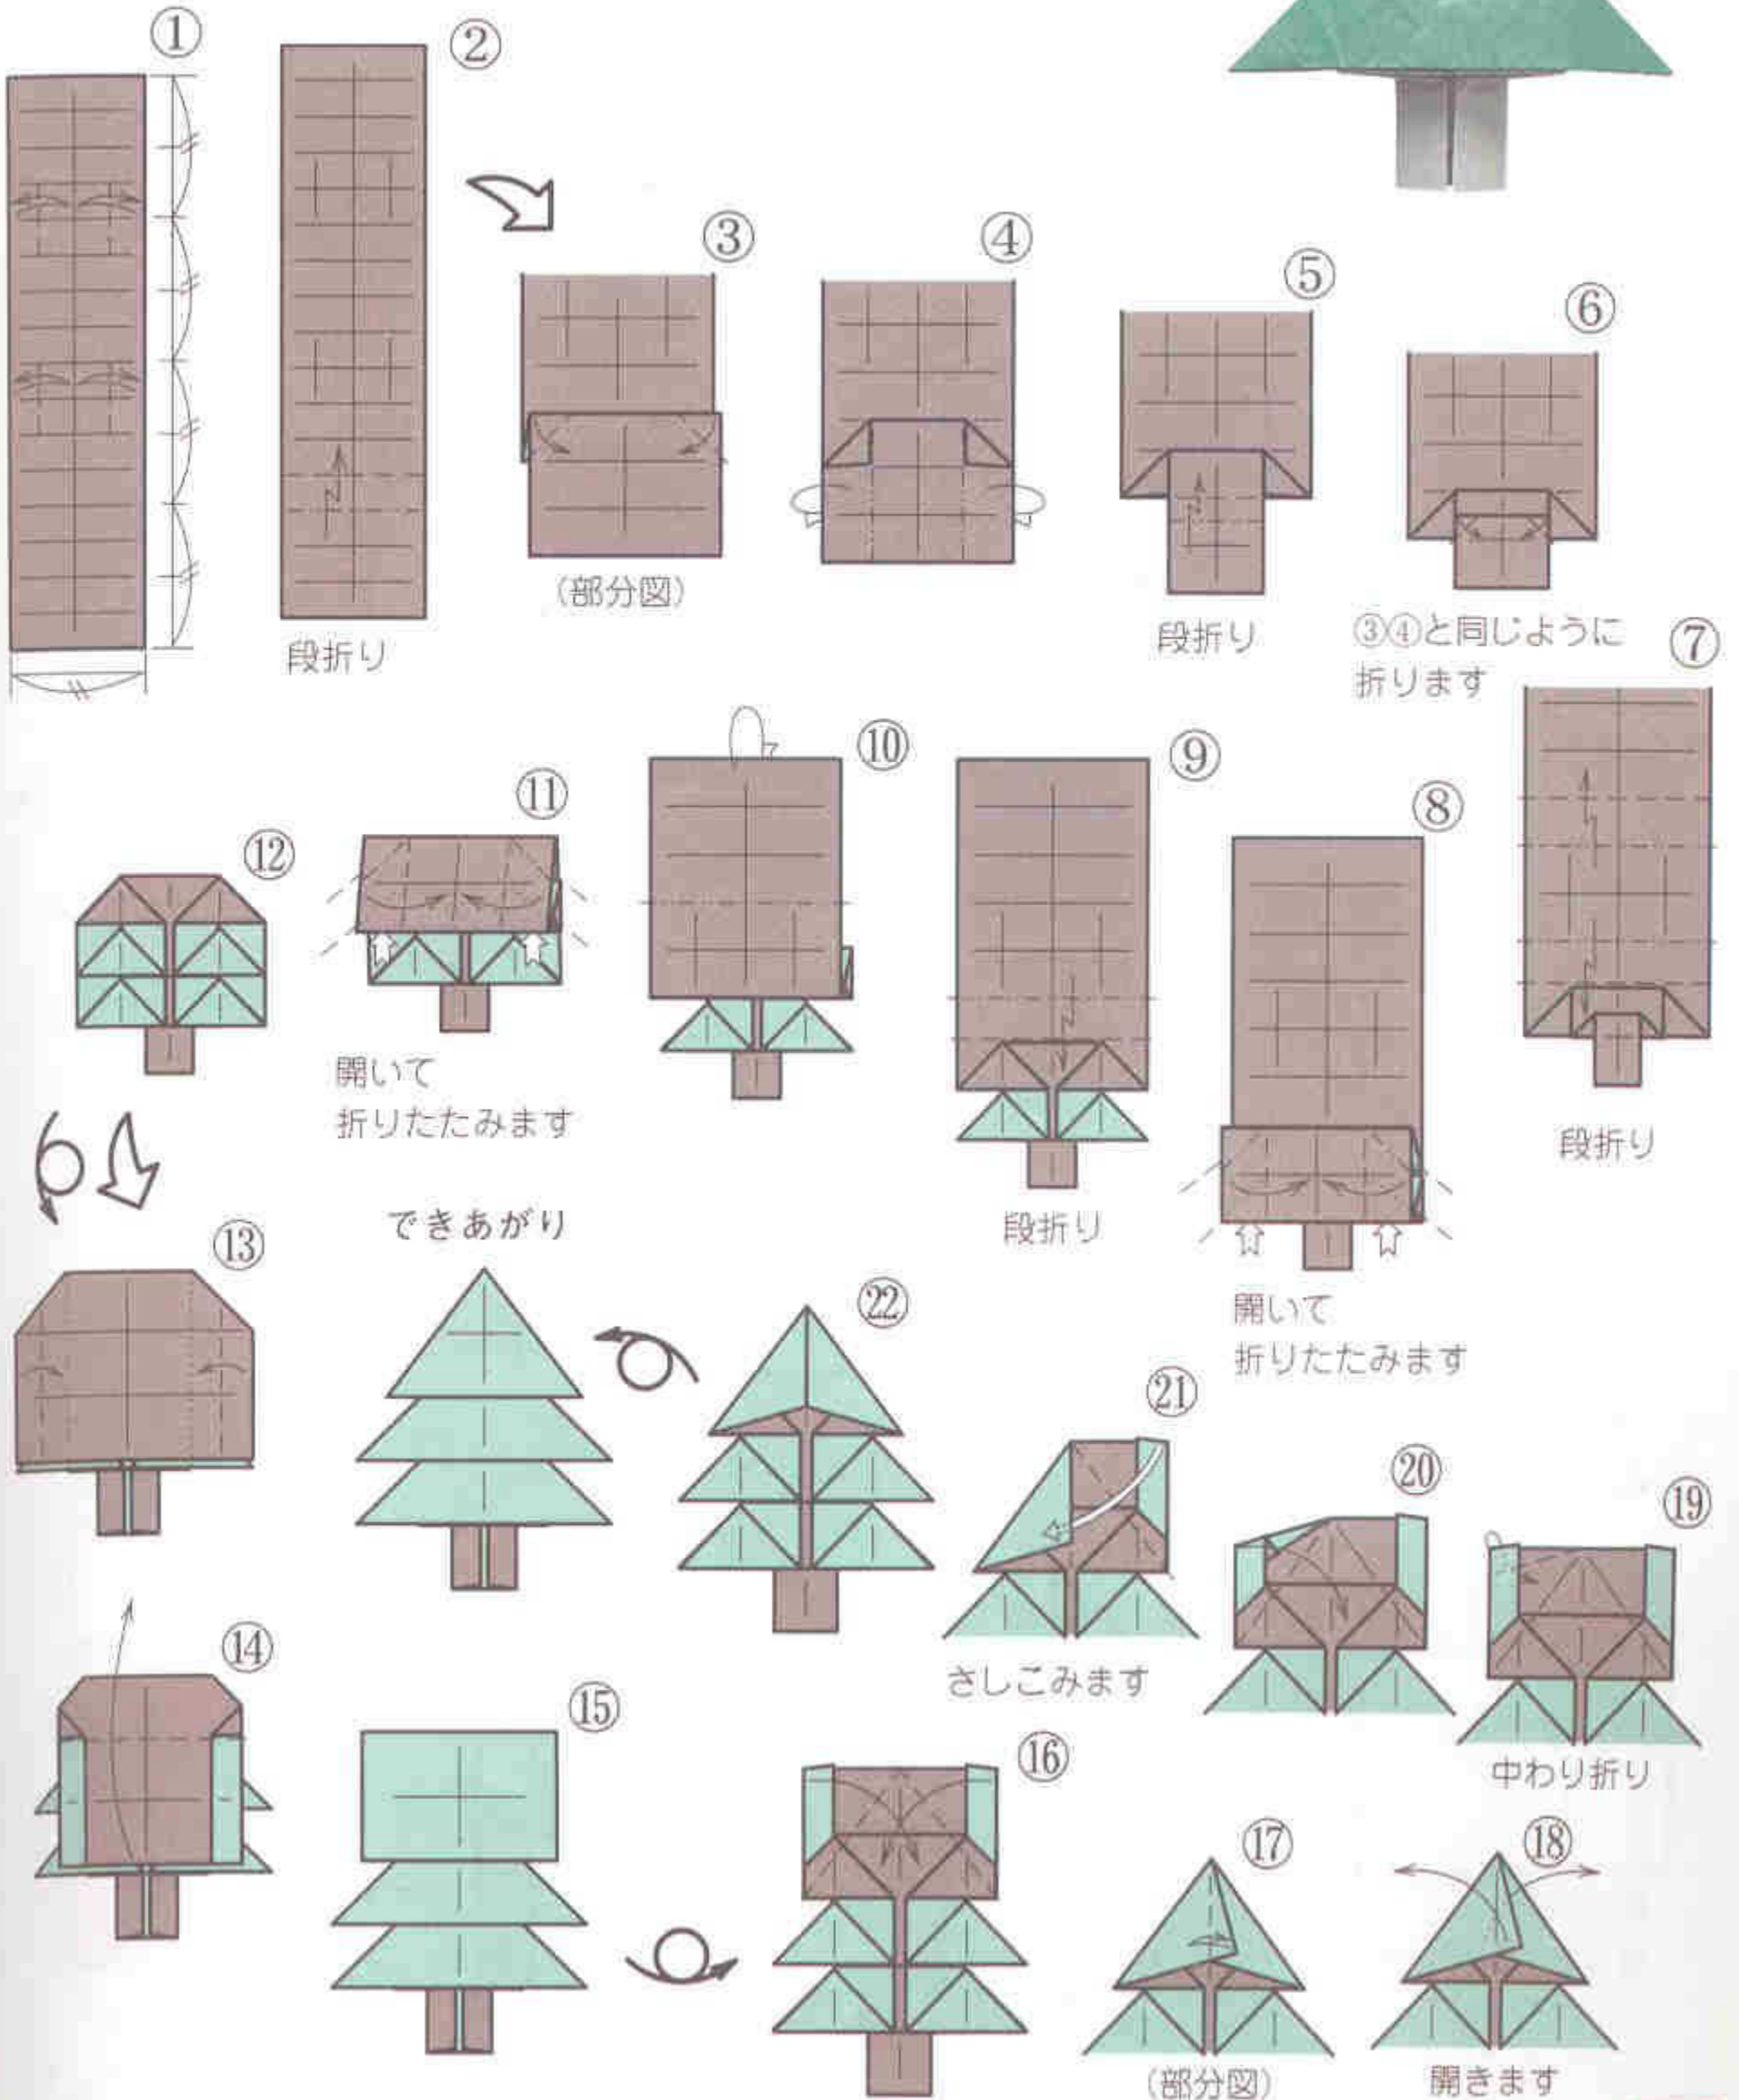 ①
②
段折り
③
(部分図)
④
⑤
段折り
⑥
③④と同じように
折ります
⑦
段折り
⑧
開いて
折りたたみます
⑨
段折り
⑩
⑪
開いて
折りたたみます
⑫
⑬
⑭
⑮
⑯
⑰
(部分図)
⑱
開きます
⑲
中わり折り
⑳
㉑
さしこみます
㉒
できあがり